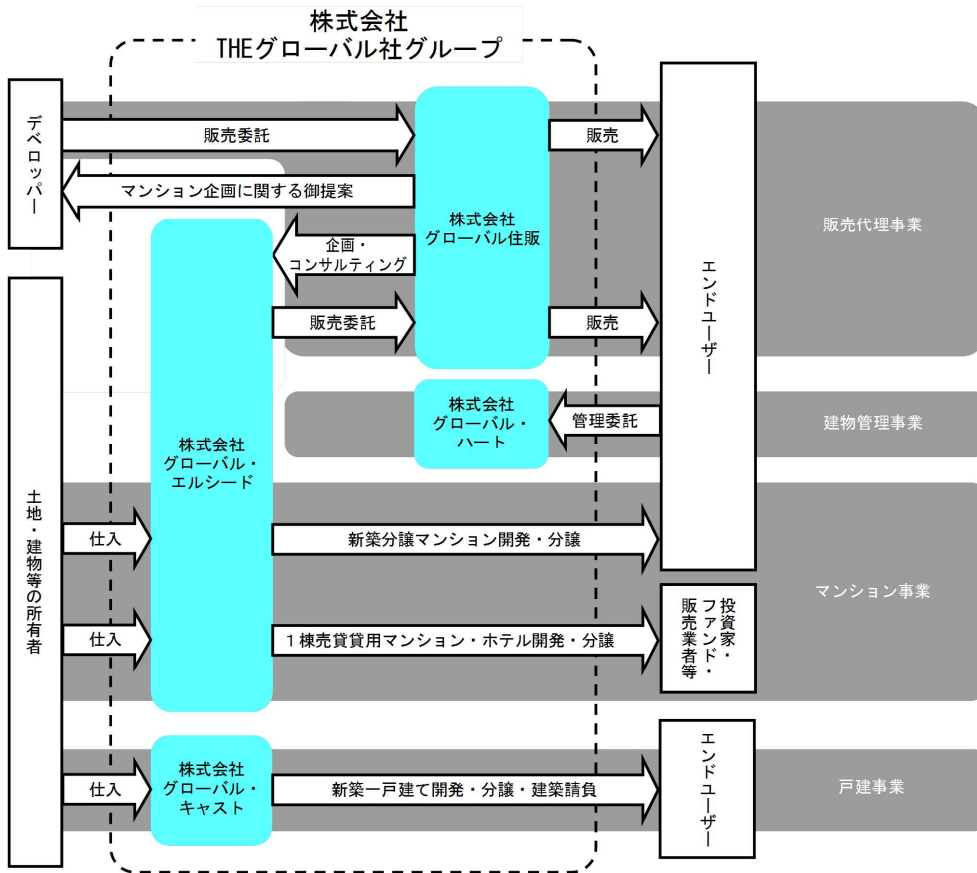 株式会社
THEグローバル社グループ
デベロッパー
販売委託
販売
マンション企画に関する御提案
株式会社
グローバル住販
企画・
コンサルティング
販売代理事業
エンドユーザー
販売委託
販売
株式会社
グローバル・
ハート
管理委託
建物管理事業
株式会社
グローバル・
エルシード
土地・建物等の所有者
仕入
新築分譲マンション開発・分譲
マンション事業
仕入
1棟売賃貸用マンション・ホテル開発・分譲
投資家・
ファンド・
販売業者等
株式会社
グローバル・
キャスト
仕入
新築一戸建て開発・分譲・建築請負
エンドユーザー
戸建事業